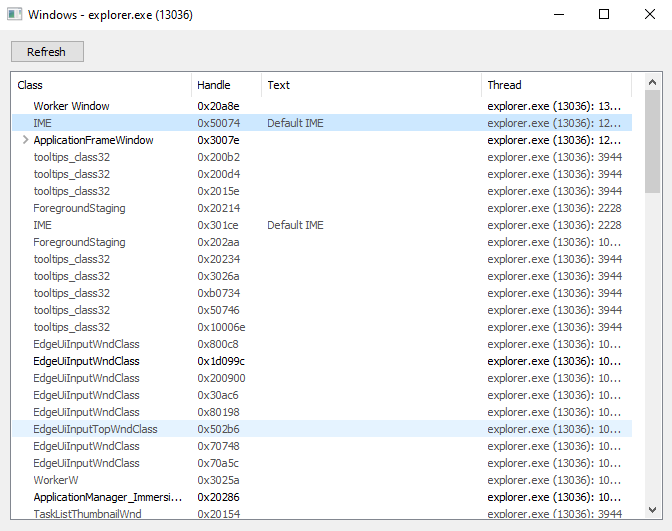 Windows - explorer.exe (13036)
Refresh
Class Handle Text Thread
Worker Window 0x20a8e explorer.exe (13036): 13...
IME 0x50074 Default IME explorer.exe (13036): 12...
ApplicationFrameWindow 0x3007e explorer.exe (13036): 12...
tooltips_class32 0x200b2 explorer.exe (13036): 3944
tooltips_class32 0x200d4 explorer.exe (13036): 3944
tooltips_class32 0x2015e explorer.exe (13036): 3944
ForegroundStaging 0x20214 explorer.exe (13036): 2228
IME 0x301ce Default IME explorer.exe (13036): 2228
ForegroundStaging 0x202aa explorer.exe (13036): 10...
tooltips_class32 0x20234 explorer.exe (13036): 3944
tooltips_class32 0x3026a explorer.exe (13036): 3944
tooltips_class32 0xb0734 explorer.exe (13036): 3944
tooltips_class32 0x50746 explorer.exe (13036): 3944
tooltips_class32 0x10006e explorer.exe (13036): 3944
EdgeUiInputWndClass 0x800c8 explorer.exe (13036): 10...
EdgeUiInputWndClass 0x1d099c explorer.exe (13036): 10...
EdgeUiInputWndClass 0x200900 explorer.exe (13036): 10...
EdgeUiInputWndClass 0x30ac6 explorer.exe (13036): 10...
EdgeUiInputWndClass 0x80198 explorer.exe (13036): 10...
EdgeUiInputTopWndClass 0x502b6 explorer.exe (13036): 10...
EdgeUiInputWndClass 0x70748 explorer.exe (13036): 10...
EdgeUiInputWndClass 0x70a5c explorer.exe (13036): 10...
WorkerW 0x3025a explorer.exe (13036): 10...
ApplicationManager_Immersi... 0x20286 explorer.exe (13036): 10...
TaskListThumbnailWnd 0x20154 explorer.exe (13036): 3944